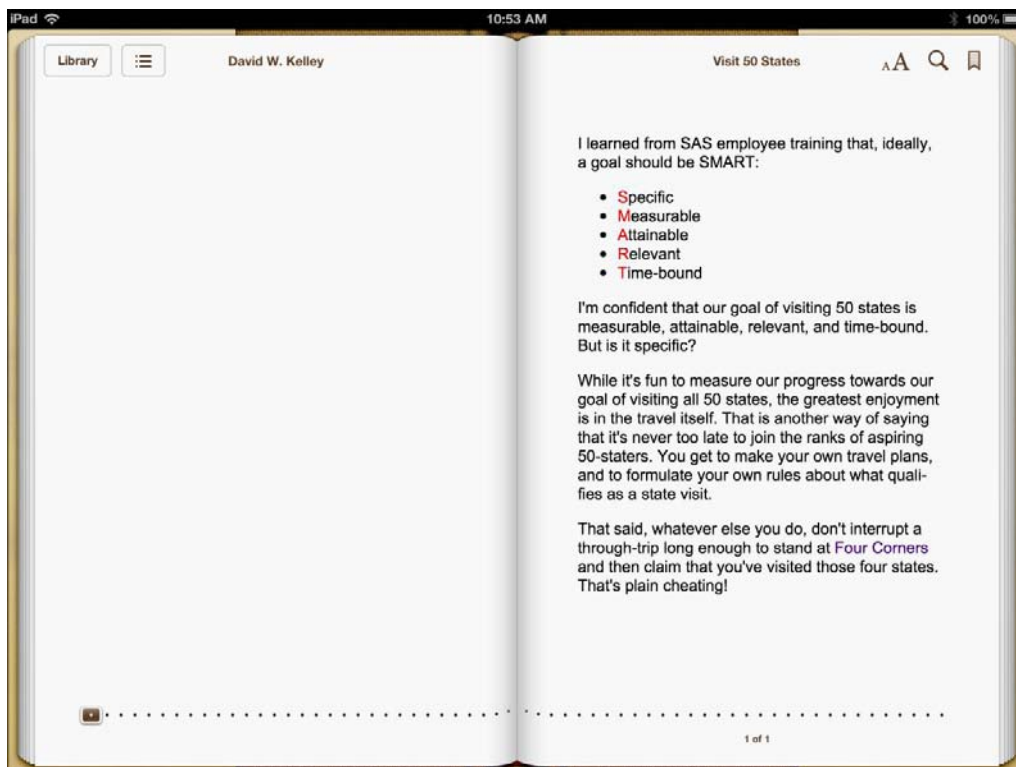 iPad 10:53 AM 100%
Library David W. Kelley Visit 50 States AA
I learned from SAS employee training that, ideally,
a goal should be SMART:
• Specific
• Measurable
• Attainable
• Relevant
• Time-bound
I'm confident that our goal of visiting 50 states is
measurable, attainable, relevant, and time-bound.
But is it specific?
While it's fun to measure our progress towards our
goal of visiting all 50 states, the greatest enjoyment
is in the travel itself. That is another way of saying
that it's never too late to join the ranks of aspiring
50-staters. You get to make your own travel plans,
and to formulate your own rules about what quali-
fies as a state visit.
That said, whatever else you do, don't interrupt a
through-trip long enough to stand at Four Corners
and then claim that you've visited those four states.
That's plain cheating!
1 of 1